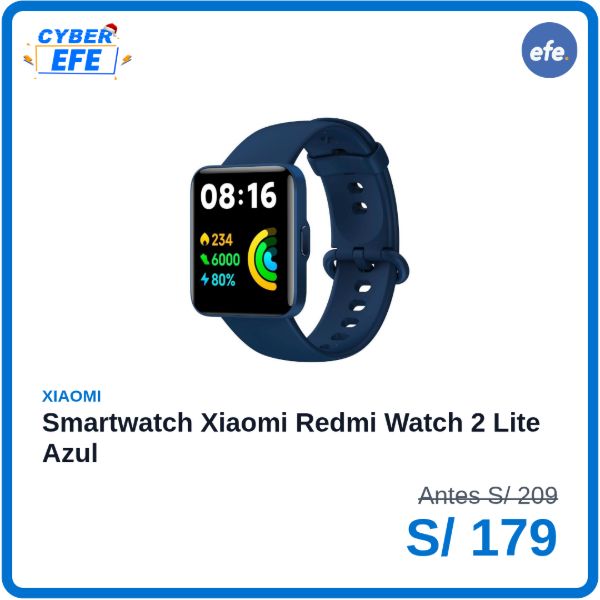 CYBER
EFE
efe.
08:16
234
6000
80%
XIAOMI
Smartwatch Xiaomi Redmi Watch 2 Lite
Azul
Antes S/ 209
S/ 179